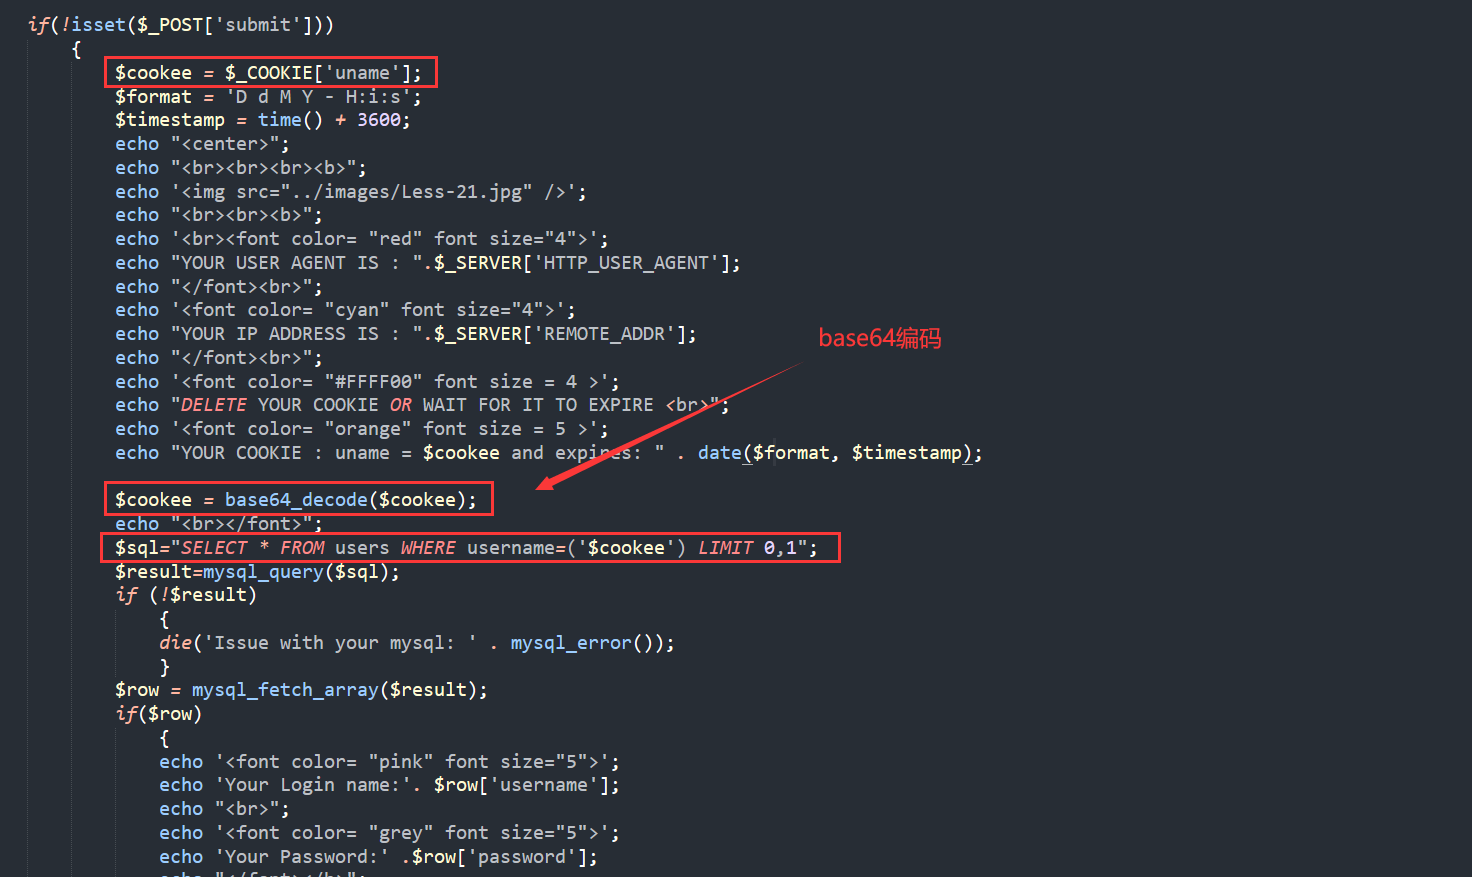 if(!isset($_POST['submit']))
{
$cookee = $_COOKIE['uname'];
$format = 'D d M Y - H:i:s';
$timestamp = time() + 3600;
echo "<center>";
echo "<br><br><br><b>";
echo '<img src="../images/Less-21.jpg" />';
echo "<br><br><b>";
echo '<br><font color= "red" font size="4">';
echo "YOUR USER AGENT IS : ".$_SERVER['HTTP_USER_AGENT'];
echo "</font><br>";
echo '<font color= "cyan" font size="4">';
echo "YOUR IP ADDRESS IS : ".$_SERVER['REMOTE_ADDR'];
base64编码
echo "</font><br>";
echo '<font color= "#FFFF00" font size = 4 >';
echo "DELETE YOUR COOKIE OR WAIT FOR IT TO EXPIRE <br>";
echo '<font color= "orange" font size = 5 >';
echo "YOUR COOKIE : uname = $cookee and expires: " . date($format, $timestamp);
$cookee = base64_decode($cookee);
echo "<br></font>";
$sql="SELECT * FROM users WHERE username=('$cookee') LIMIT 0,1";
$result=mysql_query($sql);
if (!$result)
{
die('Issue with your mysql: ' . mysql_error());
}
$row = mysql_fetch_array($result);
if($row)
{
echo '<font color= "pink" font size="5">';
echo 'Your Login name:'. $row['username'];
echo "<br>";
echo '<font color= "grey" font size="5">';
echo 'Your Password:' .$row['password'];
echo "</font></b>";